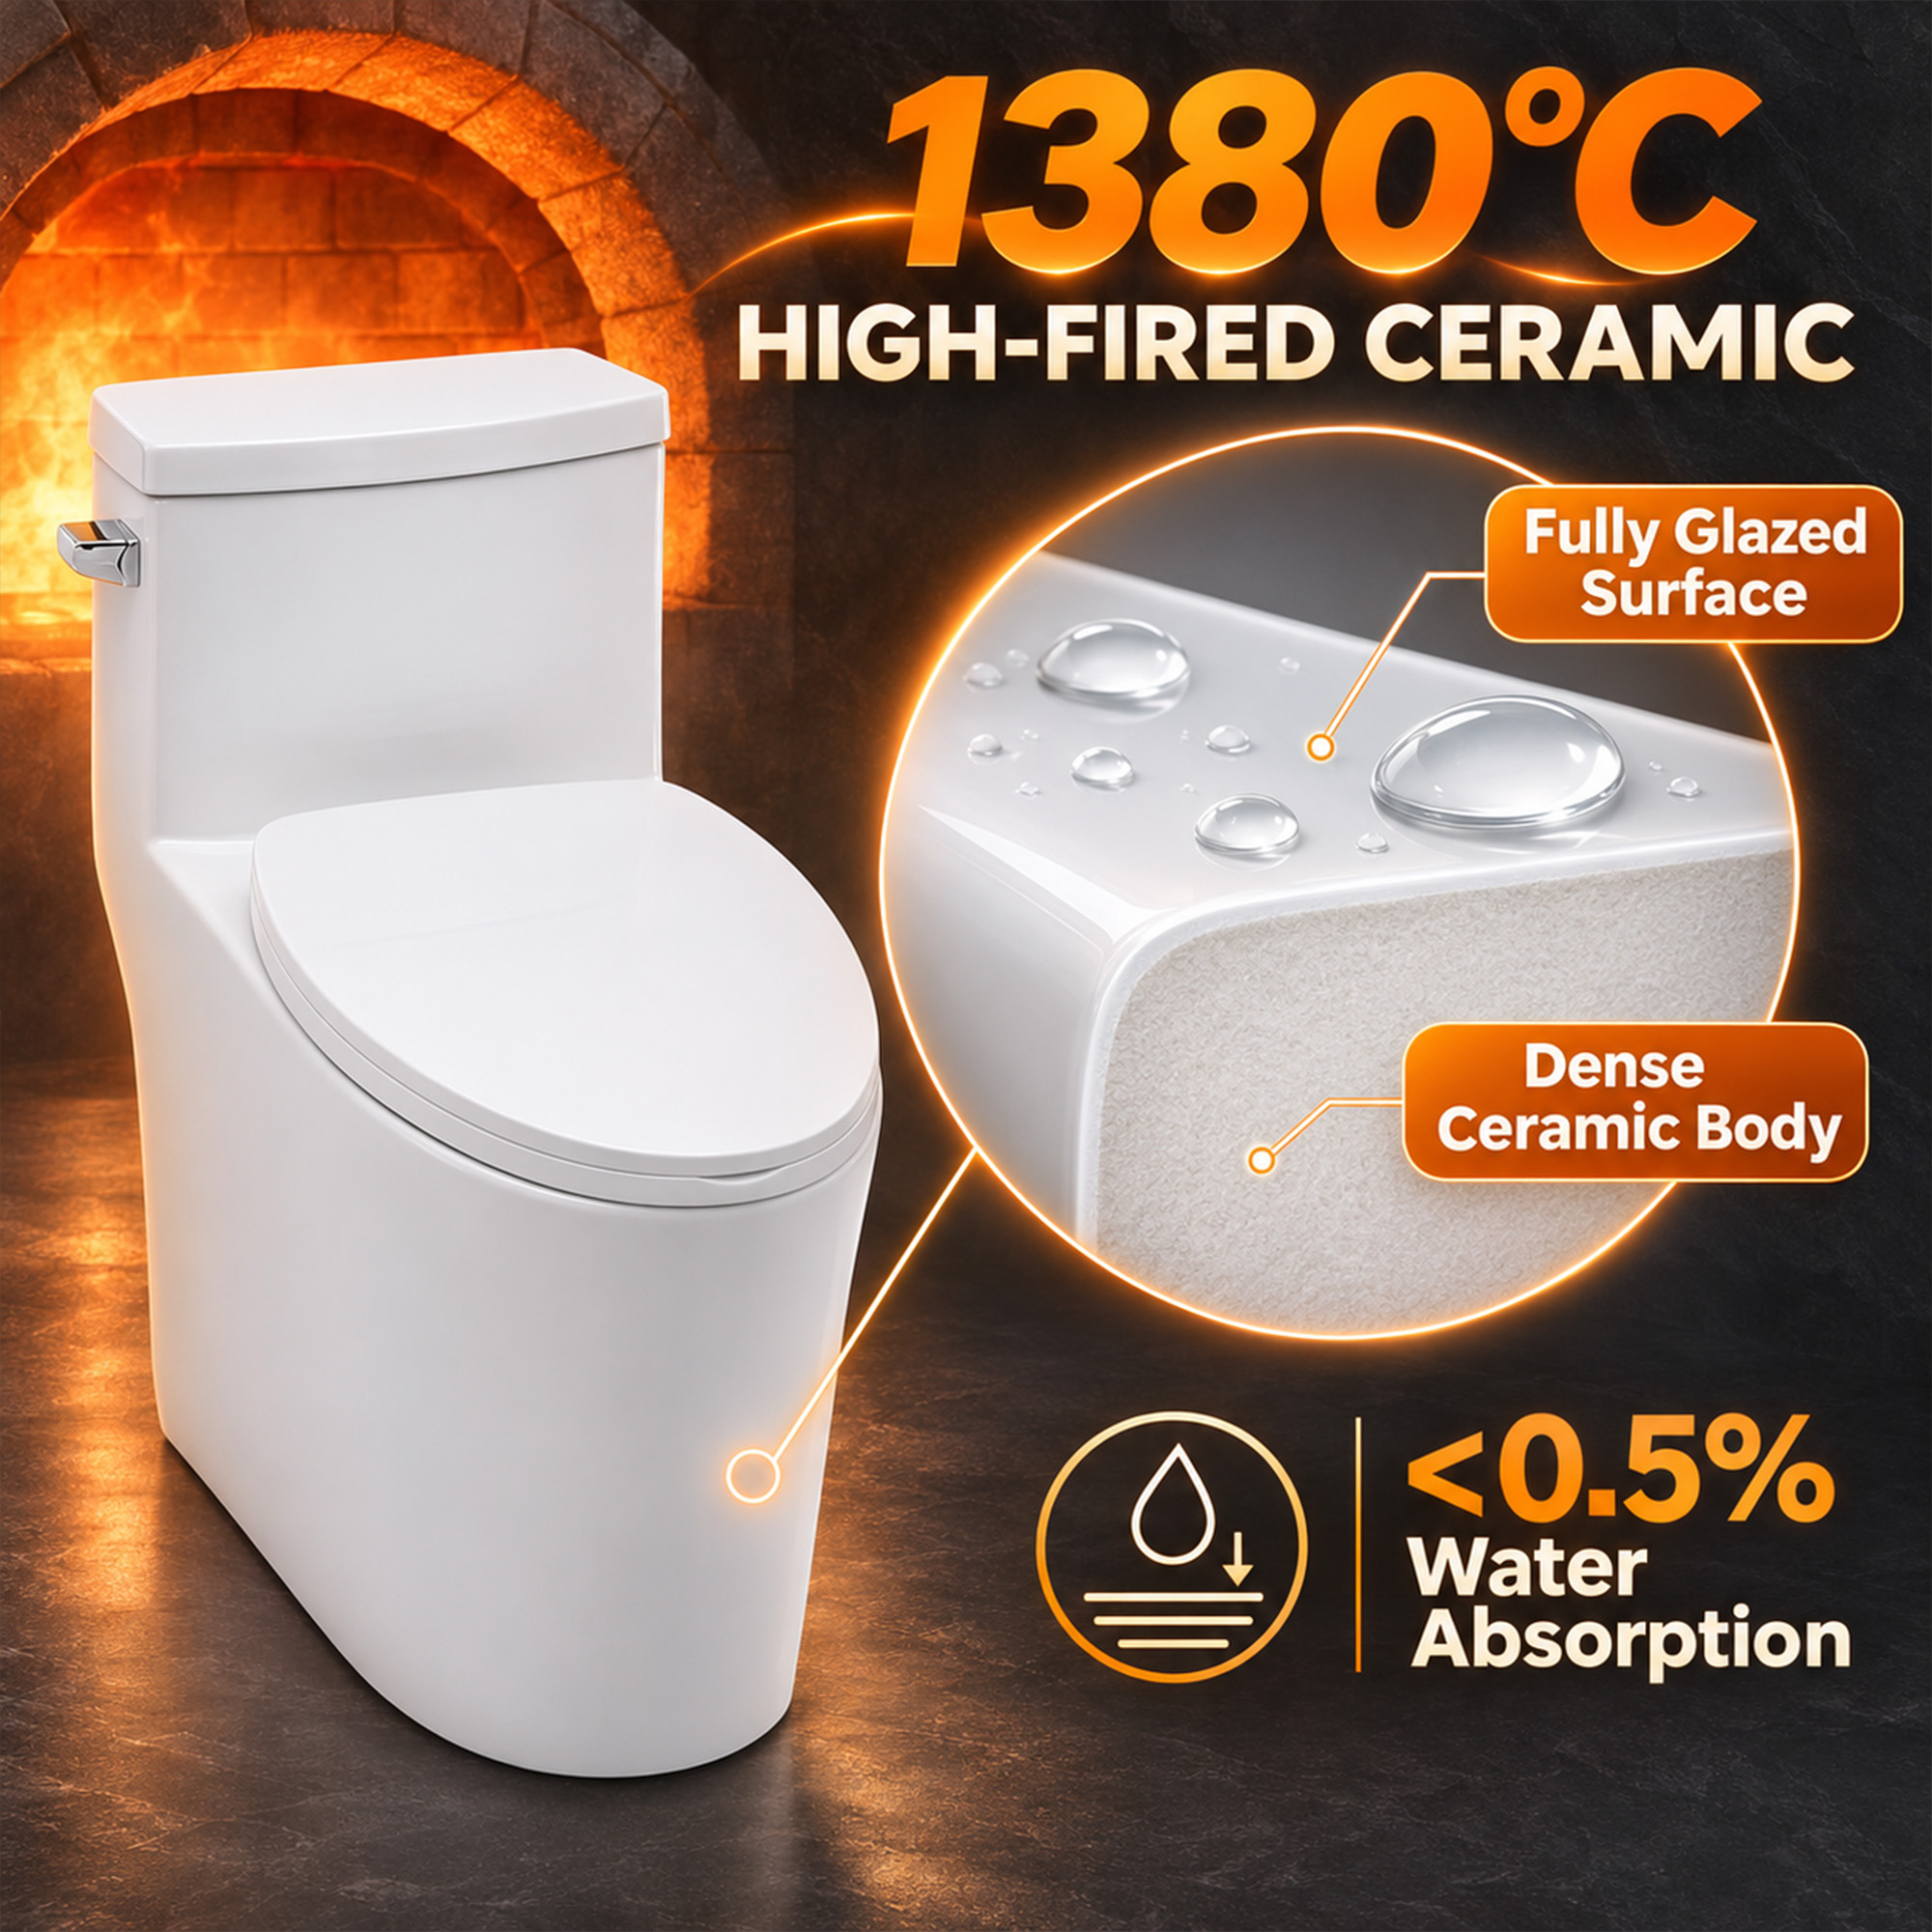 1380°C
HIGH-FIRED CERAMIC
Fully Glazed
Surface
Dense
Ceramic Body
<0.5%
Water
Absorption